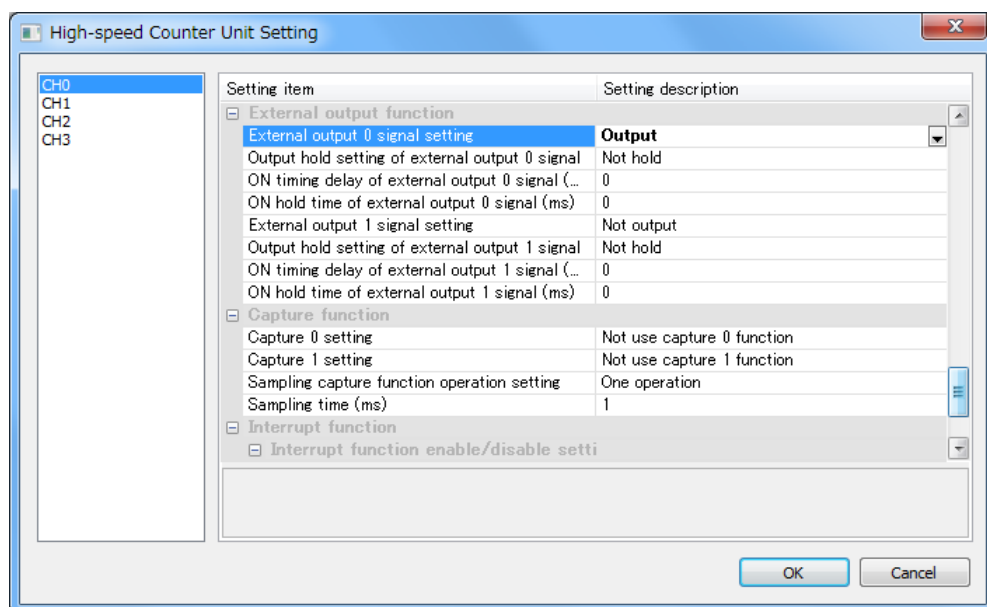 High-speed Counter Unit Setting
CH0
CH1
CH2
CH3
Setting item Setting description
External output function
External output 0 signal setting Output
Output hold setting of external output 0 signal Not hold
ON timing delay of external output 0 signal (... 0
ON hold time of external output 0 signal (ms) 0
External output 1 signal setting Not output
Output hold setting of external output 1 signal Not hold
ON timing delay of external output 1 signal (... 0
ON hold time of external output 1 signal (ms) 0
Capture function
Capture 0 setting Not use capture 0 function
Capture 1 setting Not use capture 1 function
Sampling capture function operation setting One operation
Sampling time (ms) 1
Interrupt function
Interrupt function enable/disable setti
OK Cancel